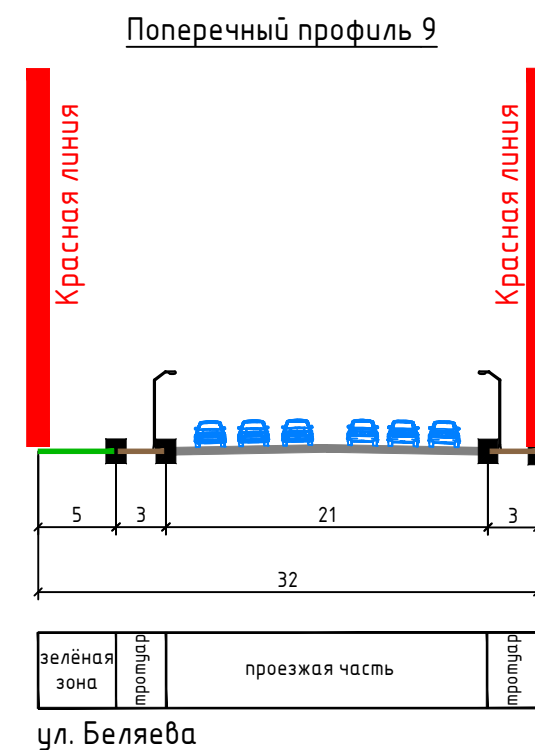 Поперечный профиль 9
Красная линия
Красная линия
5
3
21
3
32
зелёная
зона
тротуар
проезжая часть
тротуар
ул. Беляева